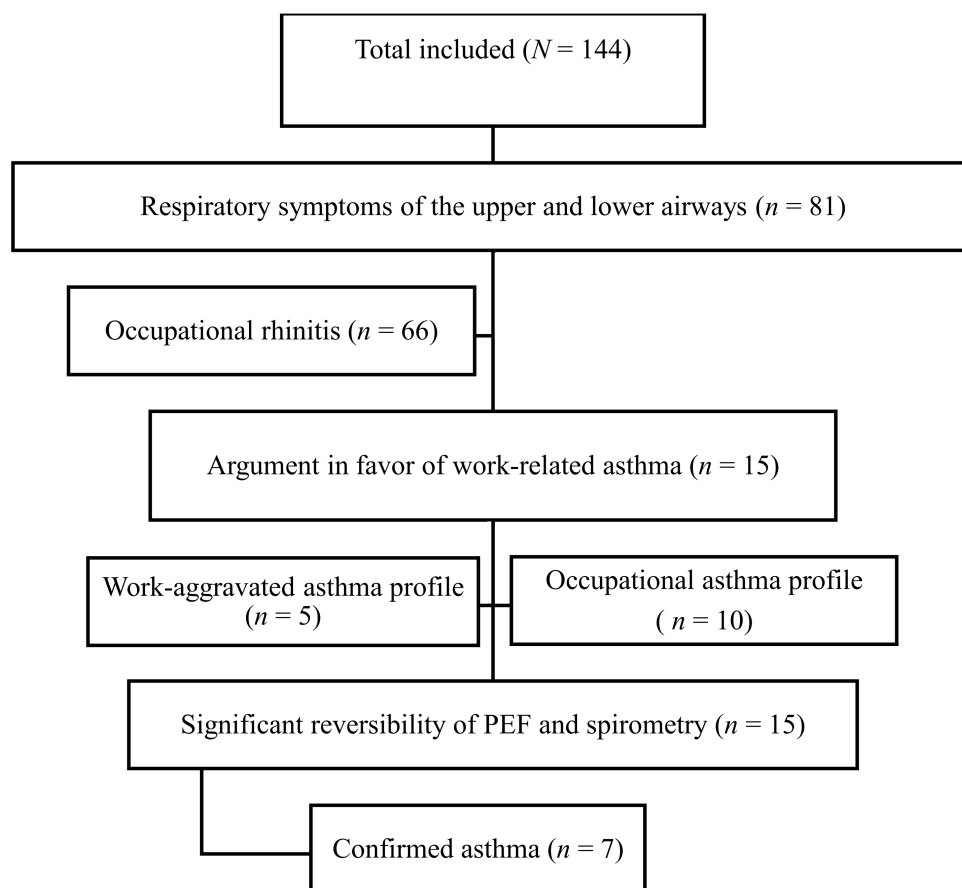 Total included (N = 144)
Respiratory symptoms of the upper and lower airways (n = 81)
Occupational rhinitis (n = 66)
Argument in favor of work-related asthma (n = 15)
Work-aggravated asthma profile
(n = 5)
Occupational asthma profile
( n = 10)
Significant reversibility of PEF and spirometry (n = 15)
Confirmed asthma (n = 7)